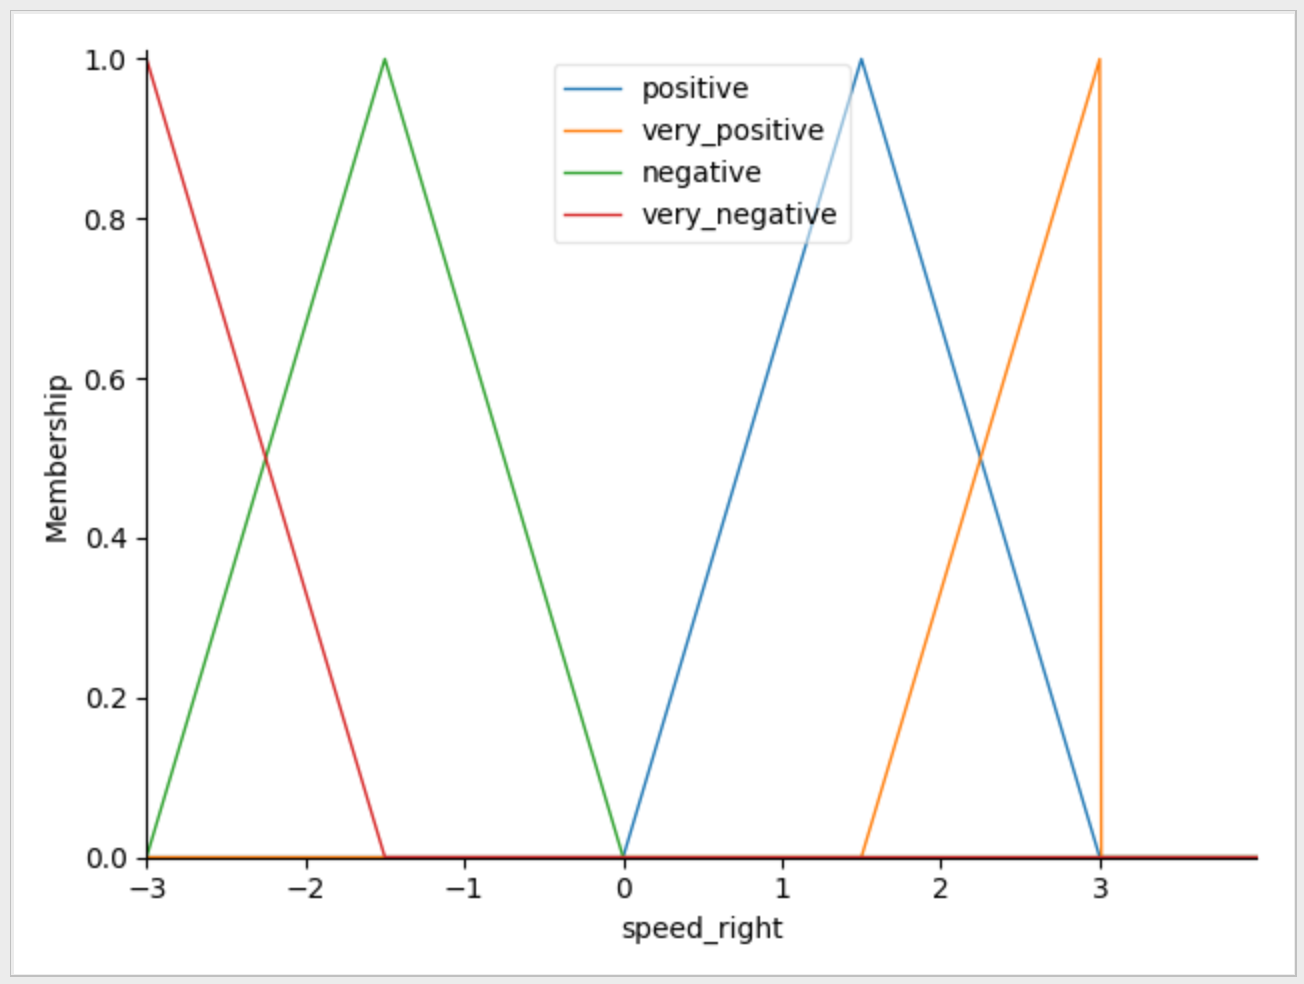 1.0
0.8
0.6
0.4
0.2
0.0
Membership
positive
very_positive
negative
very_negative
−3 −2 −1 0 1 2 3
speed_right